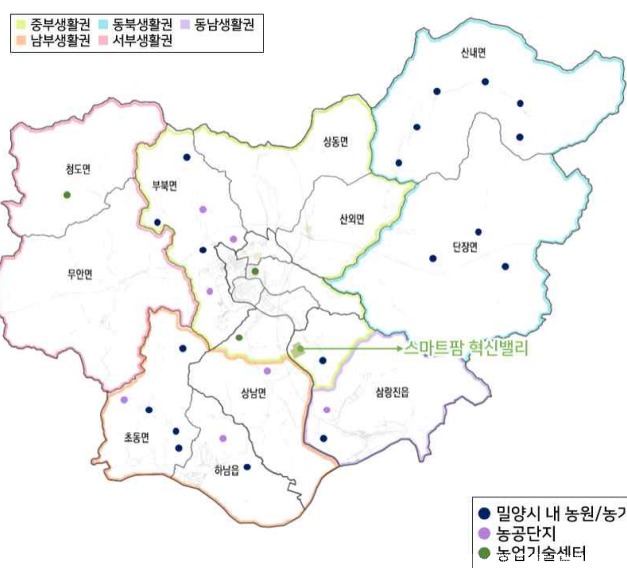 중부생활권 동북생활권 동남생활권
남부생활권 서부생활권
산내면
상동면
청도면
부북면
산외면
단장면
무안면
스마트팜 혁신밸리
상남면
삼랑진읍
초동면
하남읍
밀양시 내 농원/농가
농공단지
농업기술센터